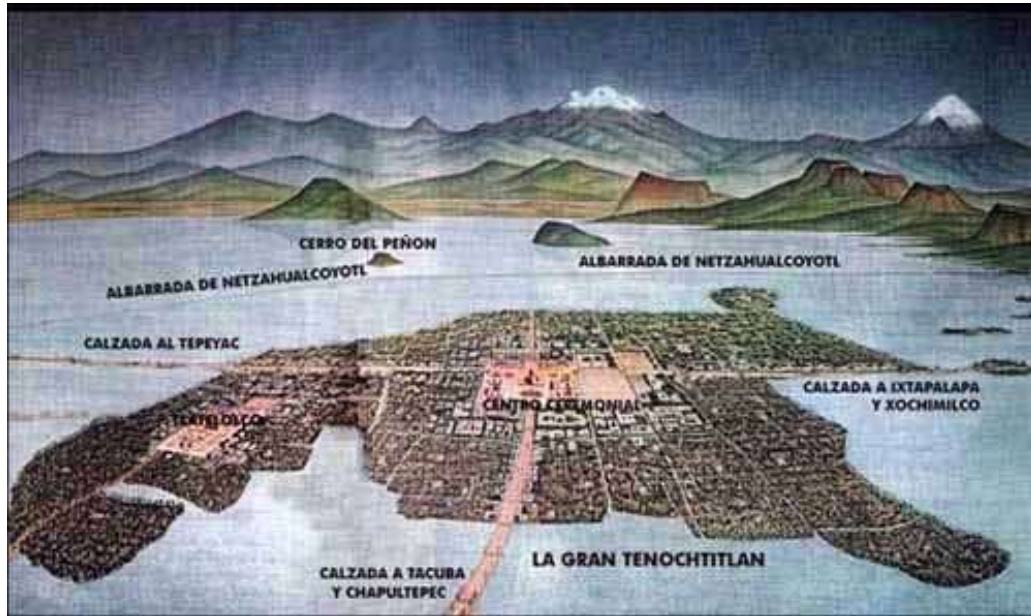 CERRO DEL PEÑON
ALBARRADA DE NETZAHUALCOYOTL
ALBARRADA DE NETZAHUALCOYOTL
CALZADA AL TEPEYAC
CALZADA A IXTAPALAPA
Y XOCHIMILCO
CENTRO CEREMONIAL
TLATELOLCO
LA GRAN TENOCHTITLAN
CALZADA A TACUBA
Y CHAPULTEPEC